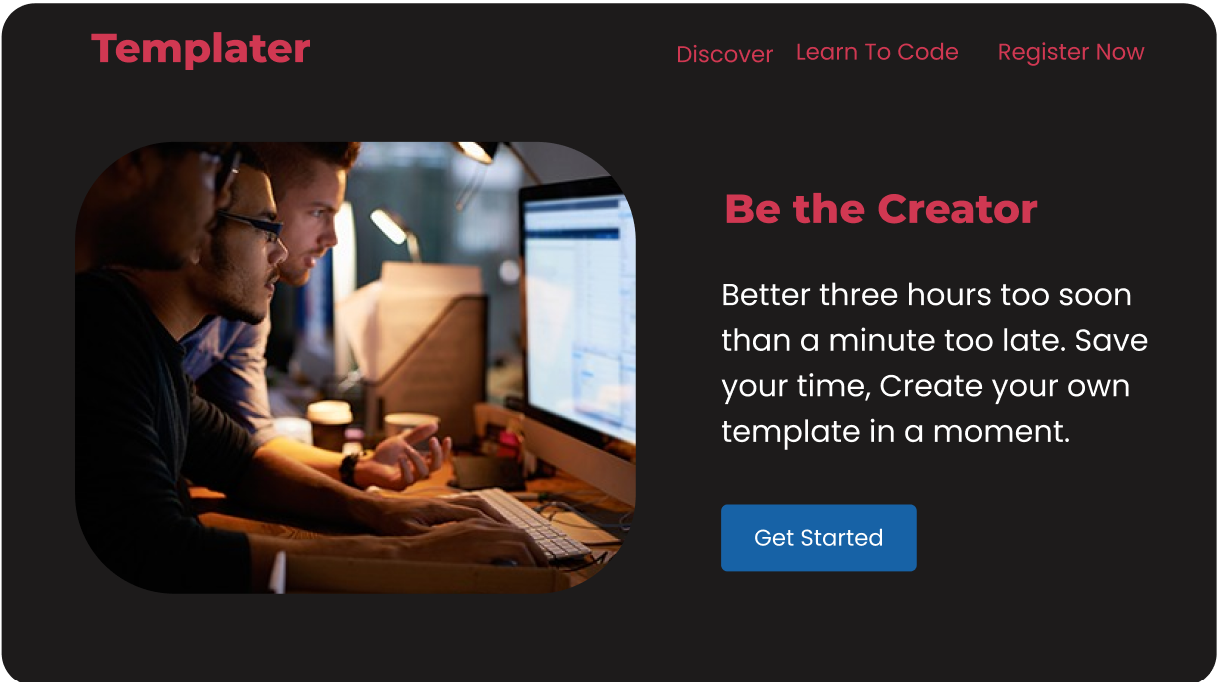 Templater
Discover Learn To Code Register Now
Be the Creator
Better three hours too soon
than a minute too late. Save
your time, Create your own
template in a moment.
Get Started